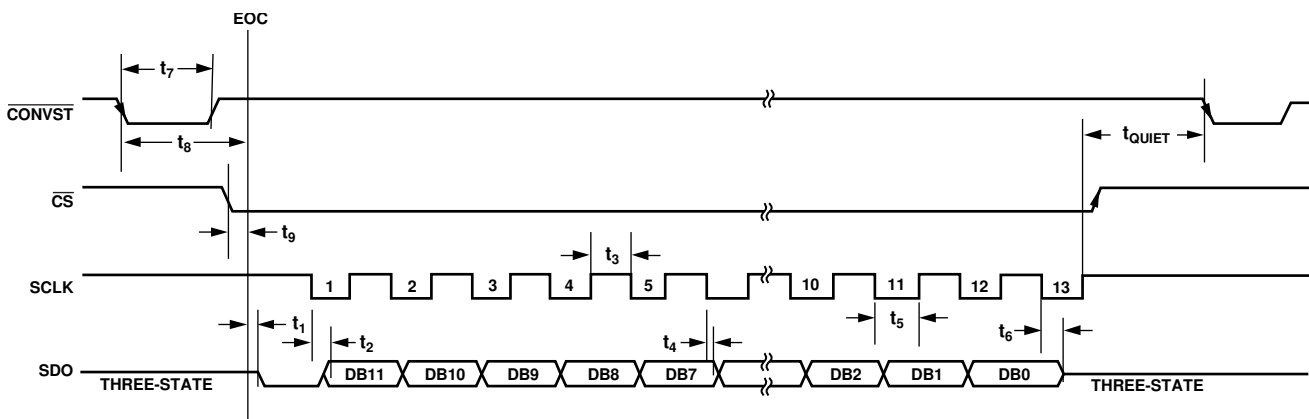 EOC
t7
CONVST
t8
tQUIET
CS
t9
t3
SCLK
1 2 3 4 5 10 11 12 13
t1
t2
t4
t5
t6
SDO
THREE-STATE
DB11 DB10 DB9 DB8 DB7 DB2 DB1 DB0
THREE-STATE